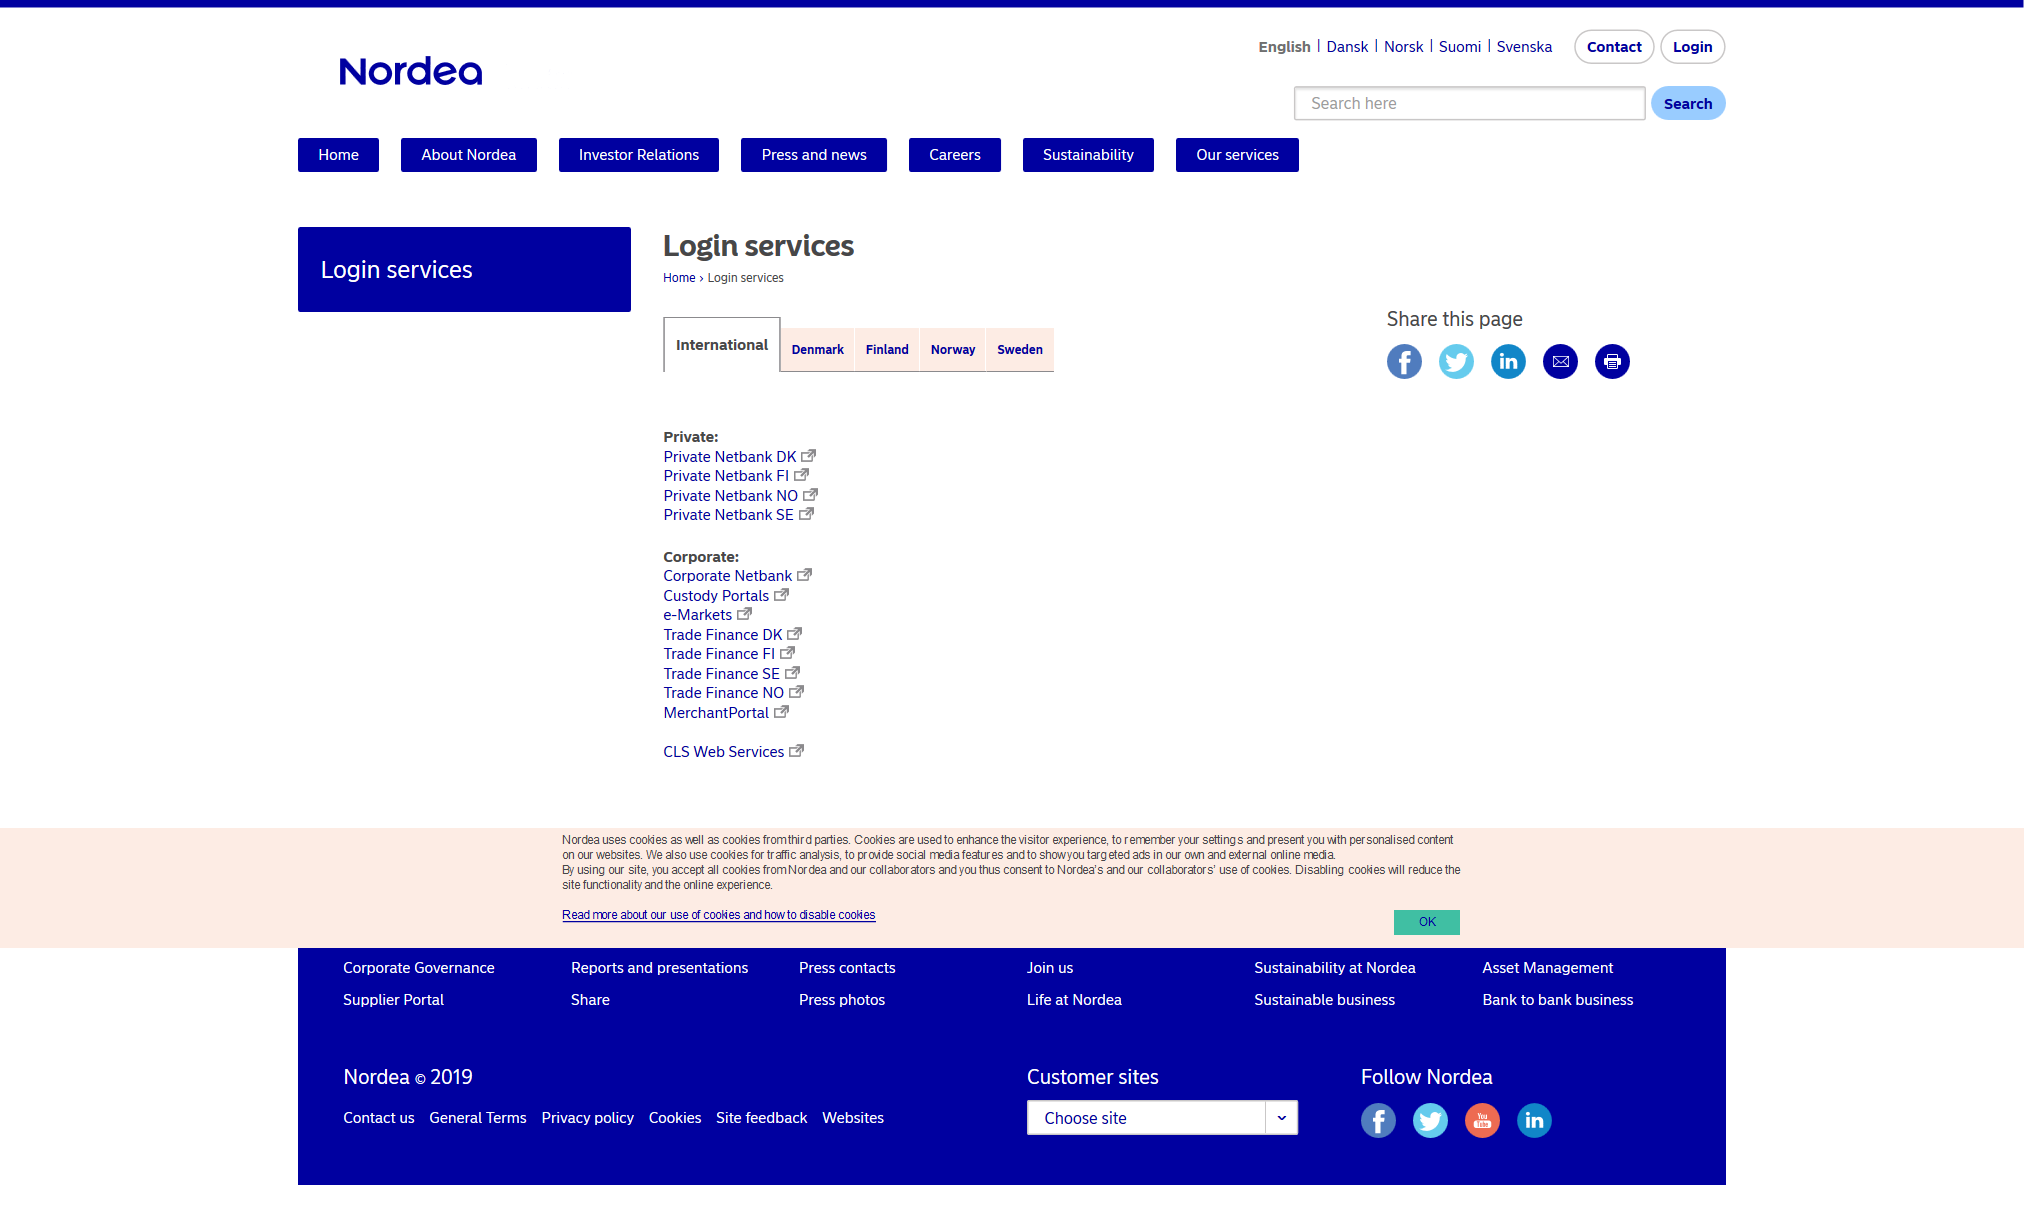 English | Dansk | Norsk | Suomi | Svenska Contact Login
Nordea
Search here Search
Home About Nordea Investor Relations Press and news Careers Sustainability Our services
Login services
Login services
Home › Login services
International Denmark Finland Norway Sweden
Share this page
Private:
Private Netbank DK
Private Netbank FI
Private Netbank NO
Private Netbank SE
Corporate:
Corporate Netbank
Custody Portals
e-Markets
Trade Finance DK
Trade Finance FI
Trade Finance SE
Trade Finance NO
MerchantPortal
CLS Web Services
Nordea uses cookies as well as cookies from third parties. Cookies are used to enhance the visitor experience, to remember your settings and present you with personalised content
on our websites. We also use cookies for traffic analysis, to provide social media features and to show you targeted ads in our own and external online media.
By using our site, you accept all cookies from Nordea and our collaborators and you thus consent to Nordea's and our collaborators' use of cookies. Disabling cookies will reduce the
site functionality and the online experience.
Read more about our use of cookies and how to disable cookies
OK
Corporate Governance Reports and presentations Press contacts Join us Sustainability at Nordea Asset Management
Supplier Portal Share Press photos Life at Nordea Sustainable business Bank to bank business
Nordea © 2019 Customer sites Follow Nordea
Contact us General Terms Privacy policy Cookies Site feedback Websites Choose site
You Tube